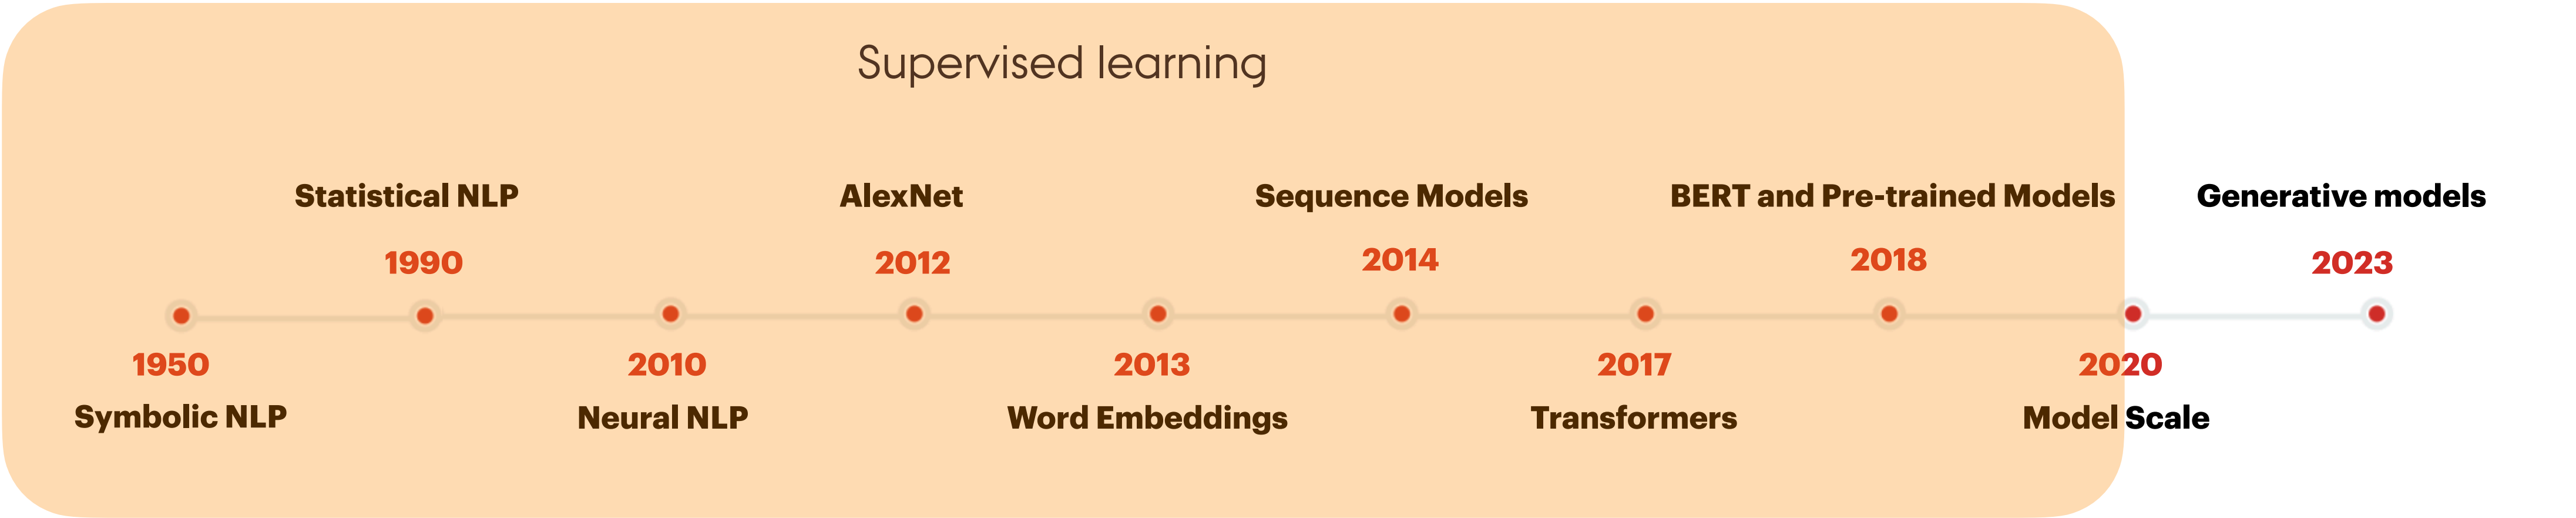 Supervised learning
Statistical NLP
AlexNet
Sequence Models
BERT and Pre-trained Models
Generative models
1990
2012
2014
2018
2023
1950
2010
2013
2017
2020
Symbolic NLP
Neural NLP
Word Embeddings
Transformers
Model Scale